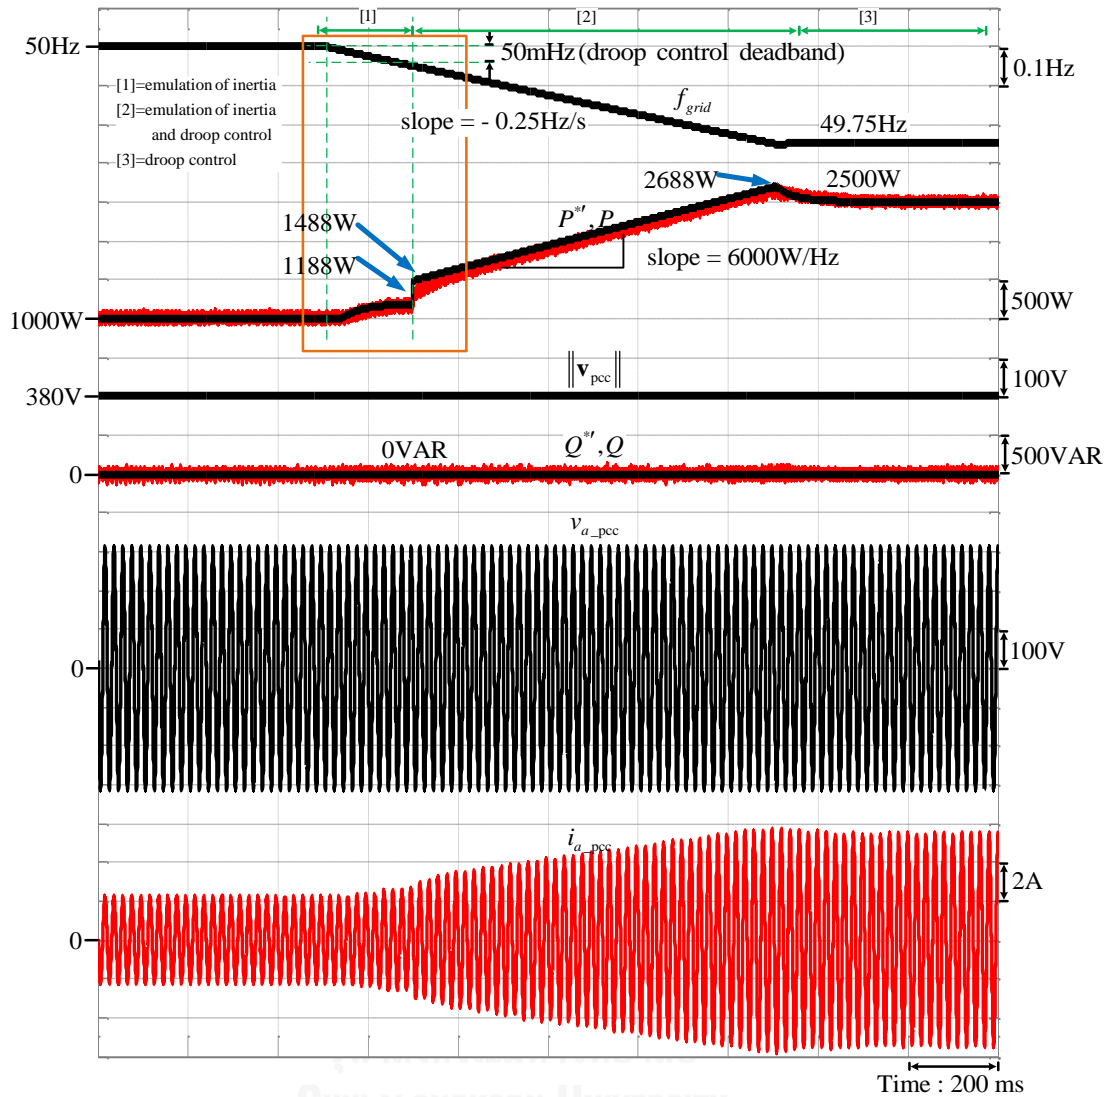 [1]
[2]
[3]
50Hz
50mHz (droop control deadband)
0.1Hz
[1]=emulation of inertia
[2]=emulation of inertia
and droop control
[3]=droop control
f_grid
slope = - 0.25Hz/s
49.75Hz
2688W
2500W
1488W
P*′, P
1188W
slope = 6000W/Hz
500W
1000W
‖v_pcc‖
100V
380V
0VAR
Q*′, Q
500VAR
0
v_a_pcc
100V
0
i_a_pcc
2A
0
Time : 200 ms